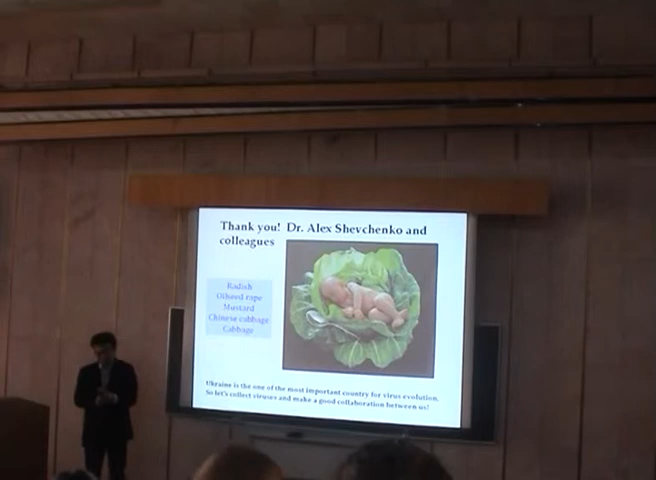 Thank you! Dr. Alex Shevchenko and
colleagues
Radish
Oilseed rape
Mustard
Chinese cabbage
Cabbage
Ukraine is the one of the most important country for virus evolution.
So let's collect viruses and make a good collaboration between us!